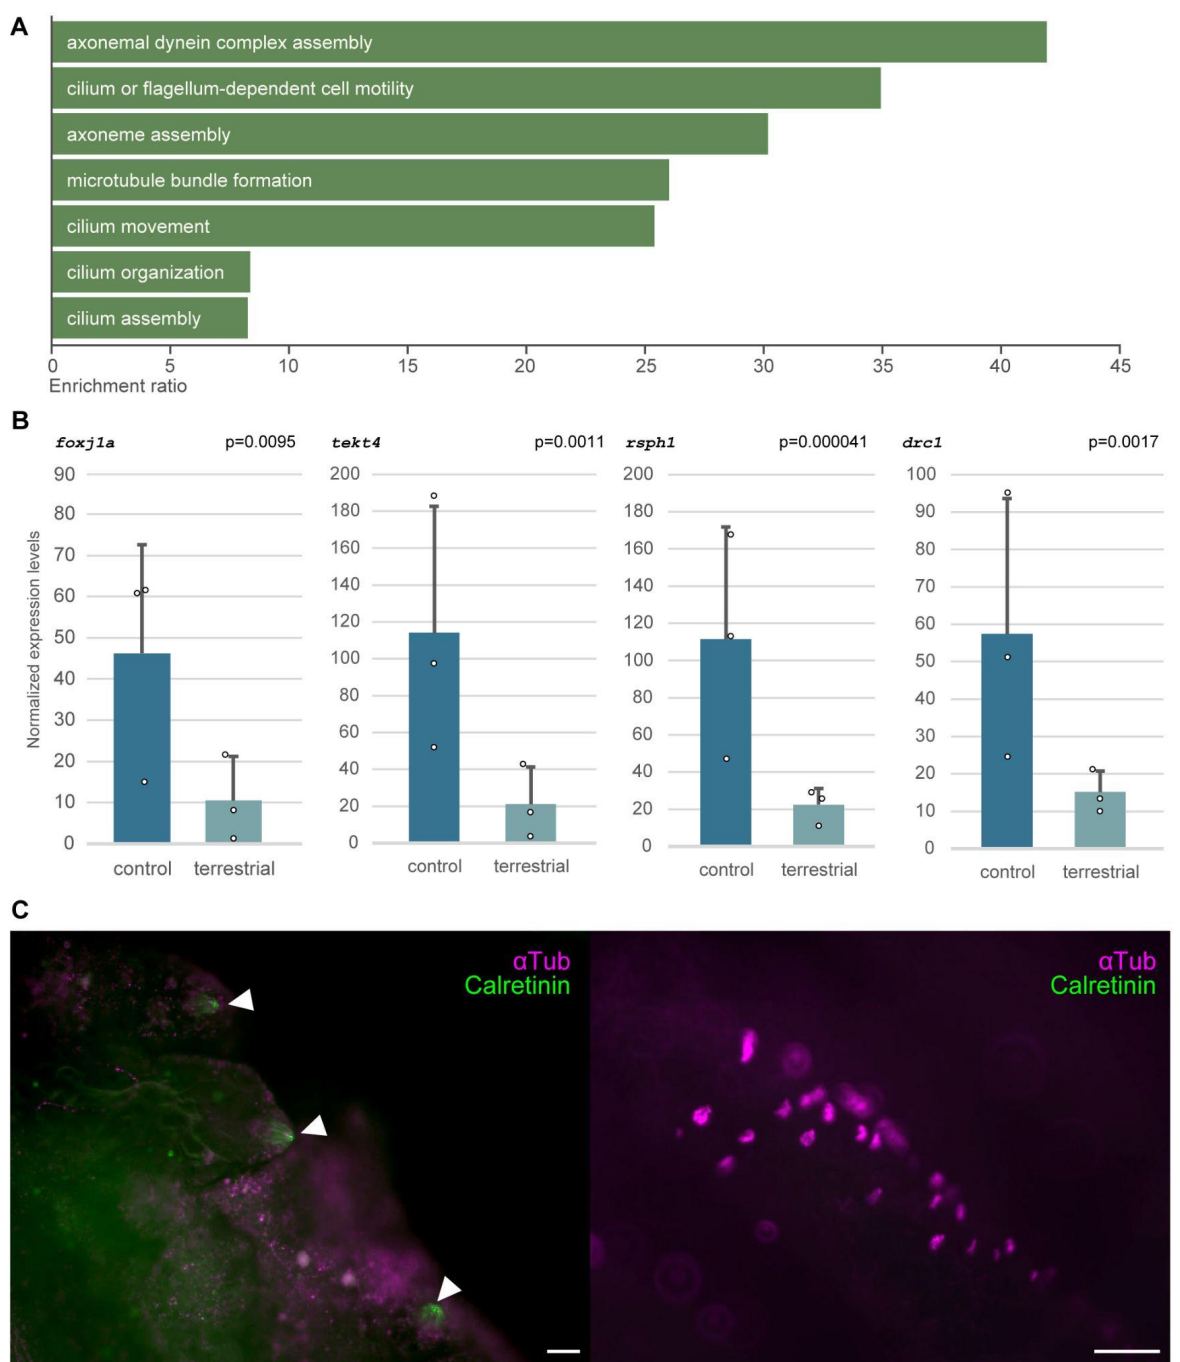 A
axonemal dynein complex assembly
cilium or flagellum-dependent cell motility
axoneme assembly
microtubule bundle formation
cilium movement
cilium organization
cilium assembly
0 5 10 15 20 25 30 35 40 45
Enrichment ratio
B
foxj1a p=0.0095 tekt4 p=0.0011 rsph1 p=0.000041 drc1 p=0.0017
Normalized expression levels
90
80
70
60
50
40
30
20
10
0
control terrestrial
200
180
160
140
120
100
80
60
40
20
0
control terrestrial
200
180
160
140
120
100
80
60
40
20
0
control terrestrial
100
90
80
70
60
50
40
30
20
10
0
control terrestrial
C
αTub
Calretinin
αTub
Calretinin